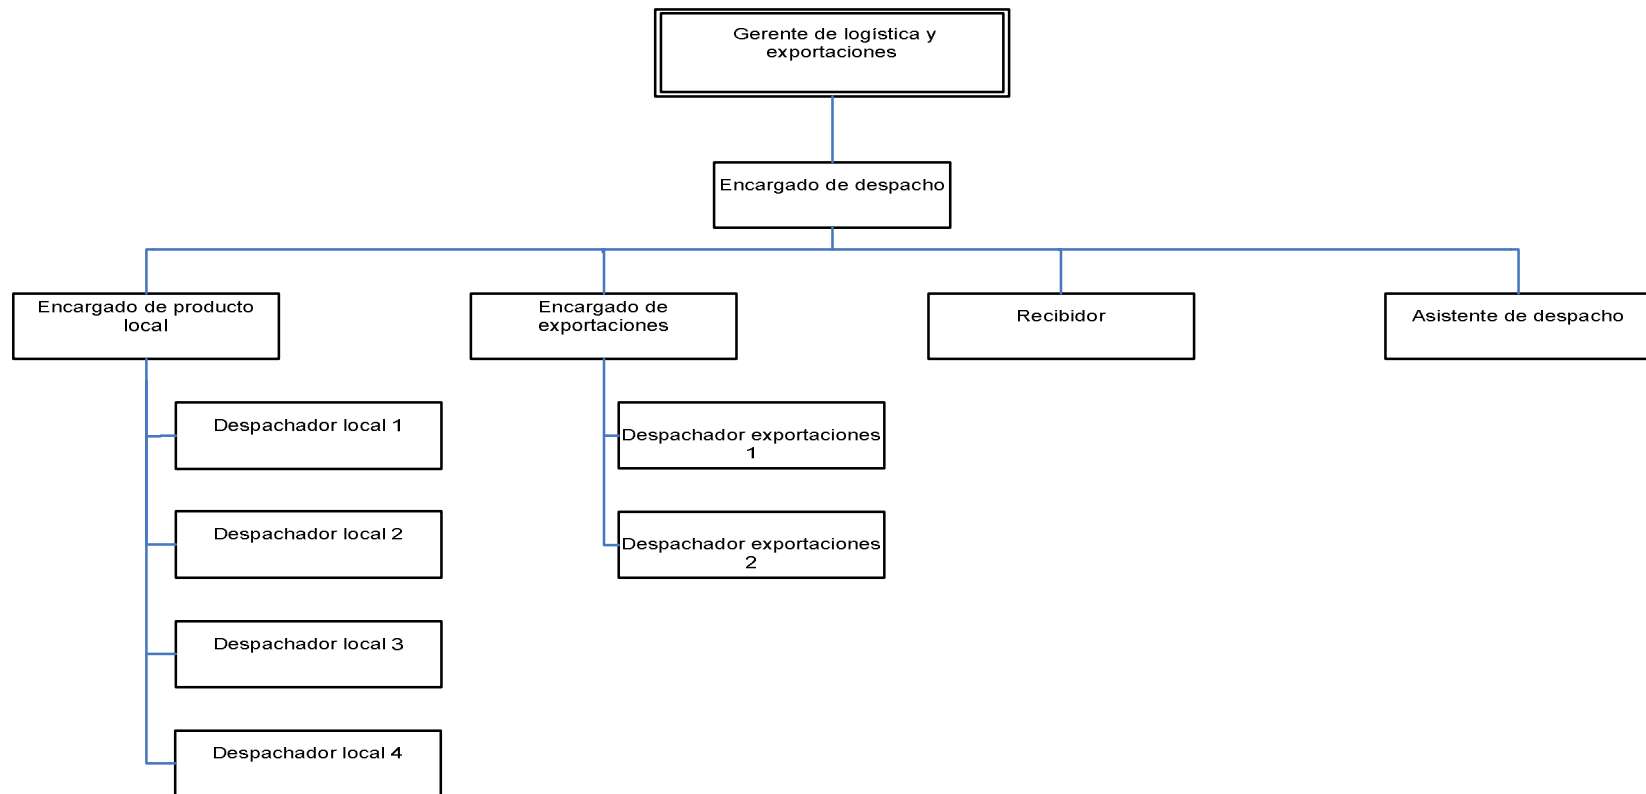 Gerente de logística y
exportaciones
Encargado de despacho
Encargado de producto
local
Encargado de
exportaciones
Recibidor
Asistente de despacho
Despachador local 1
Despachador exportaciones
1
Despachador local 2
Despachador exportaciones
2
Despachador local 3
Despachador local 4